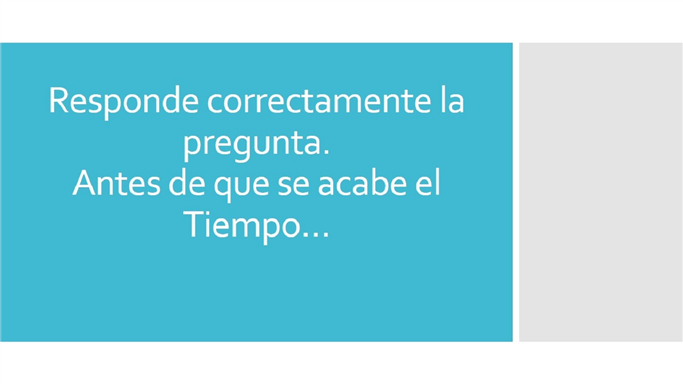 Responde correctamente la
pregunta.
Antes de que se acabe el
Tiempo...